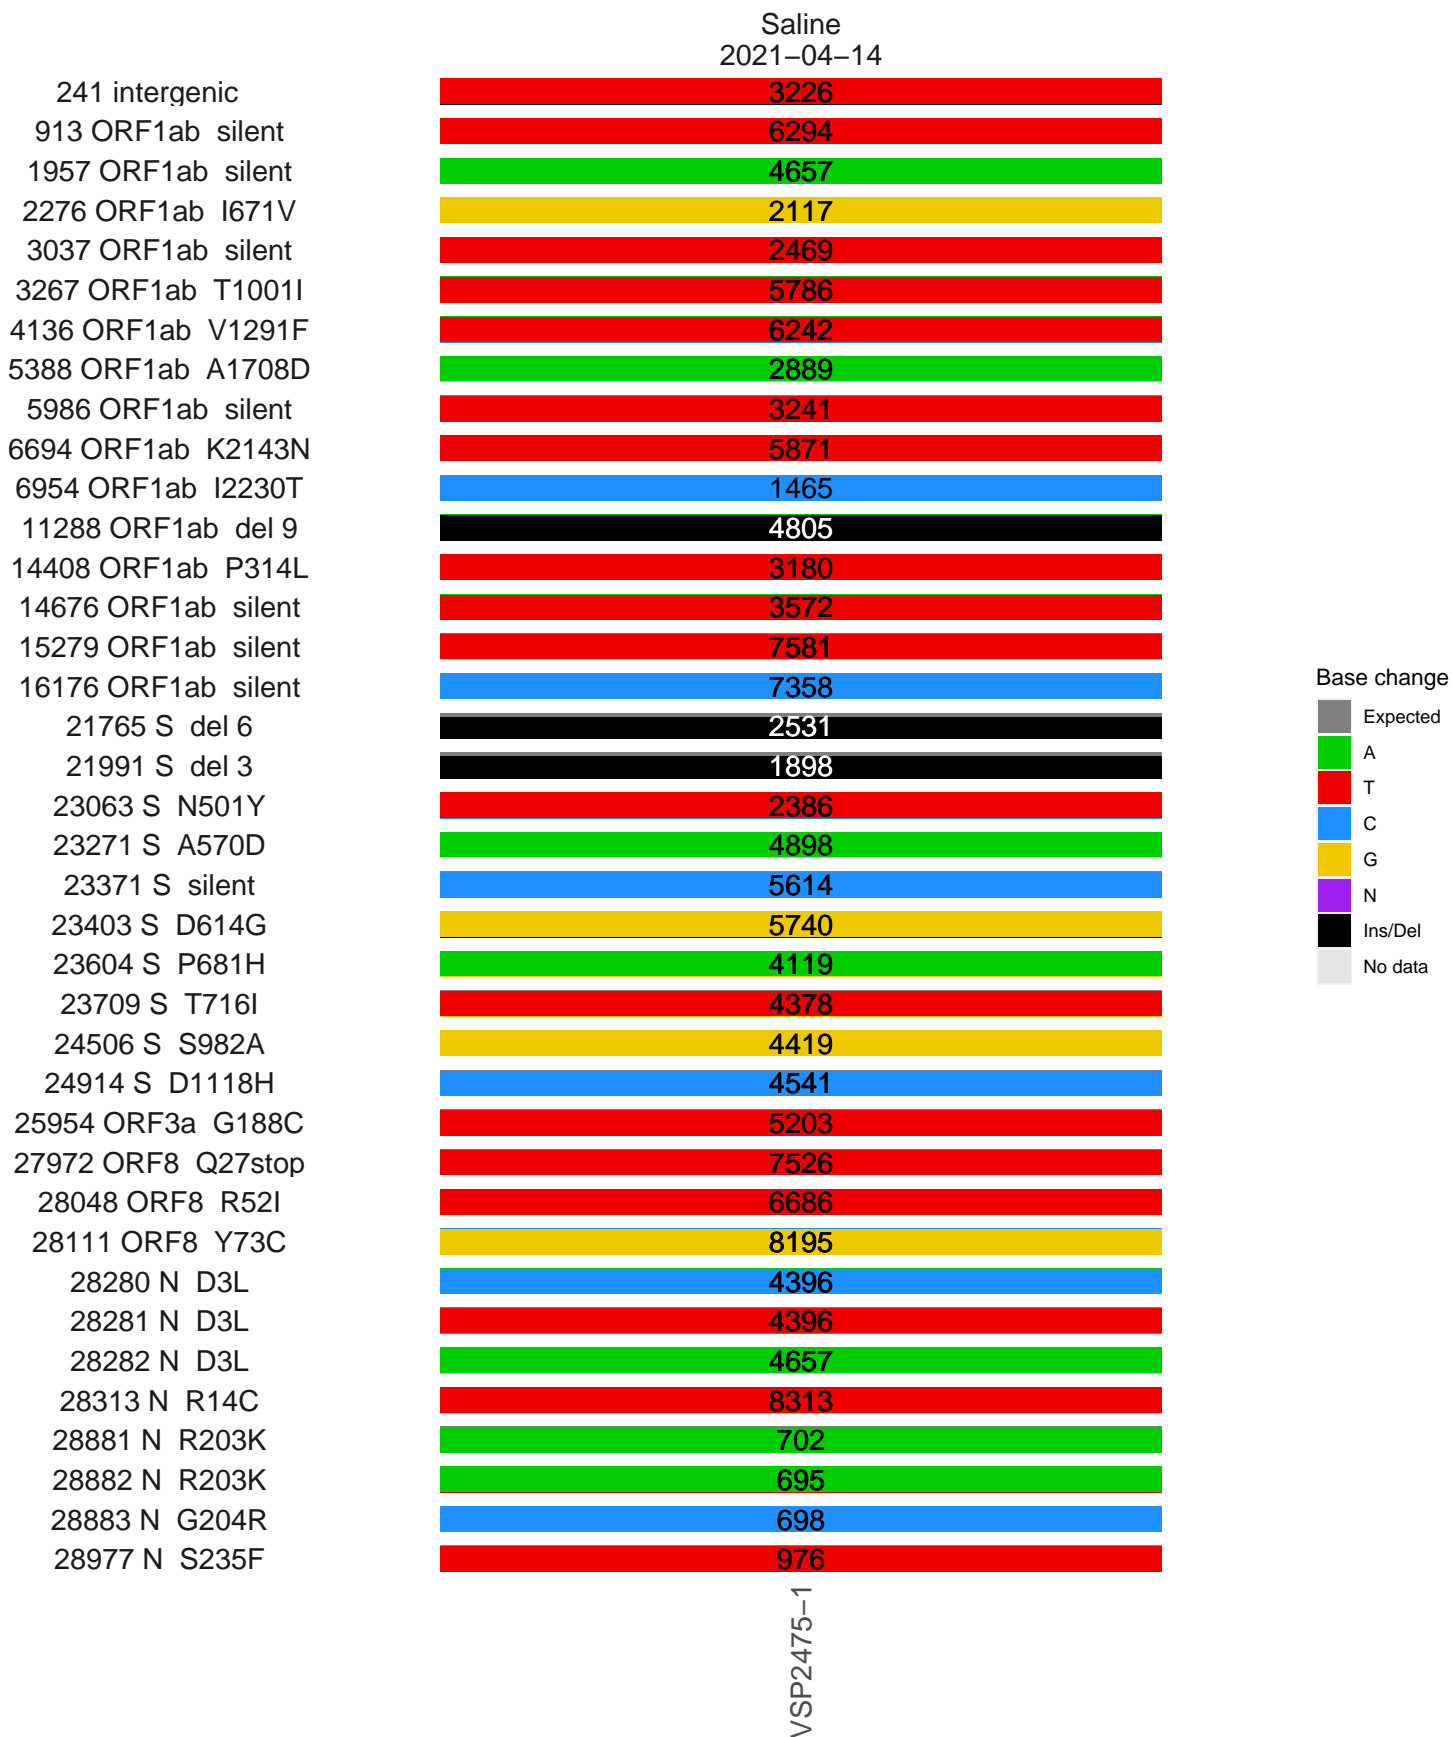 Saline
2021−04−14
241 intergenic 3226
913 ORF1ab silent 6294
1957 ORF1ab silent 4657
2276 ORF1ab I671V 2117
3037 ORF1ab silent 2469
3267 ORF1ab T1001I 5786
4136 ORF1ab V1291F 6242
5388 ORF1ab A1708D 2889
5986 ORF1ab silent 3241
6694 ORF1ab K2143N 5871
6954 ORF1ab I2230T 1465
11288 ORF1ab del 9 4805
14408 ORF1ab P314L 3180
14676 ORF1ab silent 3572
15279 ORF1ab silent 7581
16176 ORF1ab silent 7358
21765 S del 6 2531
21991 S del 3 1898
23063 S N501Y 2386
23271 S A570D 4898
23371 S silent 5614
23403 S D614G 5740
23604 S P681H 4119
23709 S T716I 4378
24506 S S982A 4419
24914 S D1118H 4541
25954 ORF3a G188C 5203
27972 ORF8 Q27stop 7526
28048 ORF8 R52I 6686
28111 ORF8 Y73C 8195
28280 N D3L 4396
28281 N D3L 4396
28282 N D3L 4657
28313 N R14C 8313
28881 N R203K 702
28882 N R203K 695
28883 N G204R 698
28977 N S235F 976
VSP2475−1
Base change
Expected
A
T
C
G
N
Ins/Del
No data